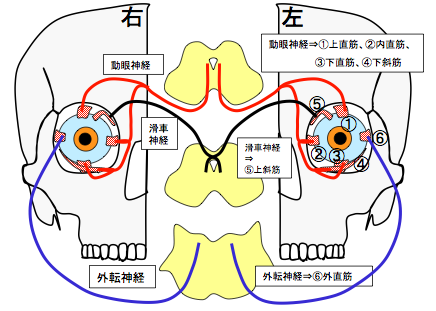 右
左
動眼神経⇒①上直筋、②内直筋、
③下直筋、④下斜筋
動眼神経
⑤
①
⑥
滑車
神経
滑車神経
⇒
⑤上斜筋
②
③
④
外転神経
外転神経⇒⑥外直筋